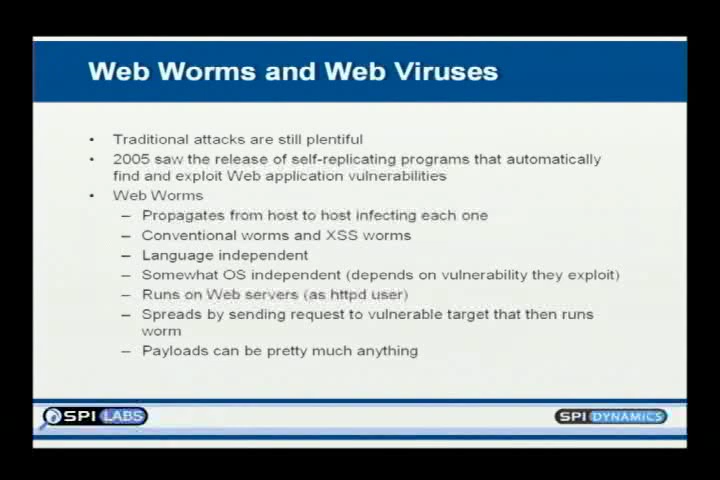 Web Worms and Web Viruses
• Traditional attacks are still plentiful
• 2005 saw the release of self-replicating programs that automatically
find and exploit Web application vulnerabilities
• Web Worms
– Propagates from host to host infecting each one
– Conventional worms and XSS worms
– Language independent
– Somewhat OS independent (depends on vulnerability they exploit)
– Runs on Web servers (as httpd user)
– Spreads by sending request to vulnerable target that then runs
worm
– Payloads can be pretty much anything
SPI LABS
SPI DYNAMICS